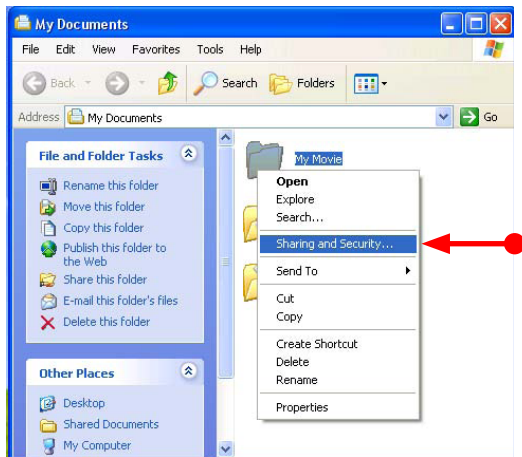 My Documents
File Edit View Favorites Tools Help
Back Search Folders
Address My Documents Go
File and Folder Tasks
Rename this folder
Move this folder
Copy this folder
Publish this folder to
the Web
Share this folder
E-mail this folder's files
Delete this folder
Other Places
Desktop
Shared Documents
My Computer
My Movie
Open
Explore
Search...
Sharing and Security...
Send To
Cut
Copy
Create Shortcut
Delete
Rename
Properties